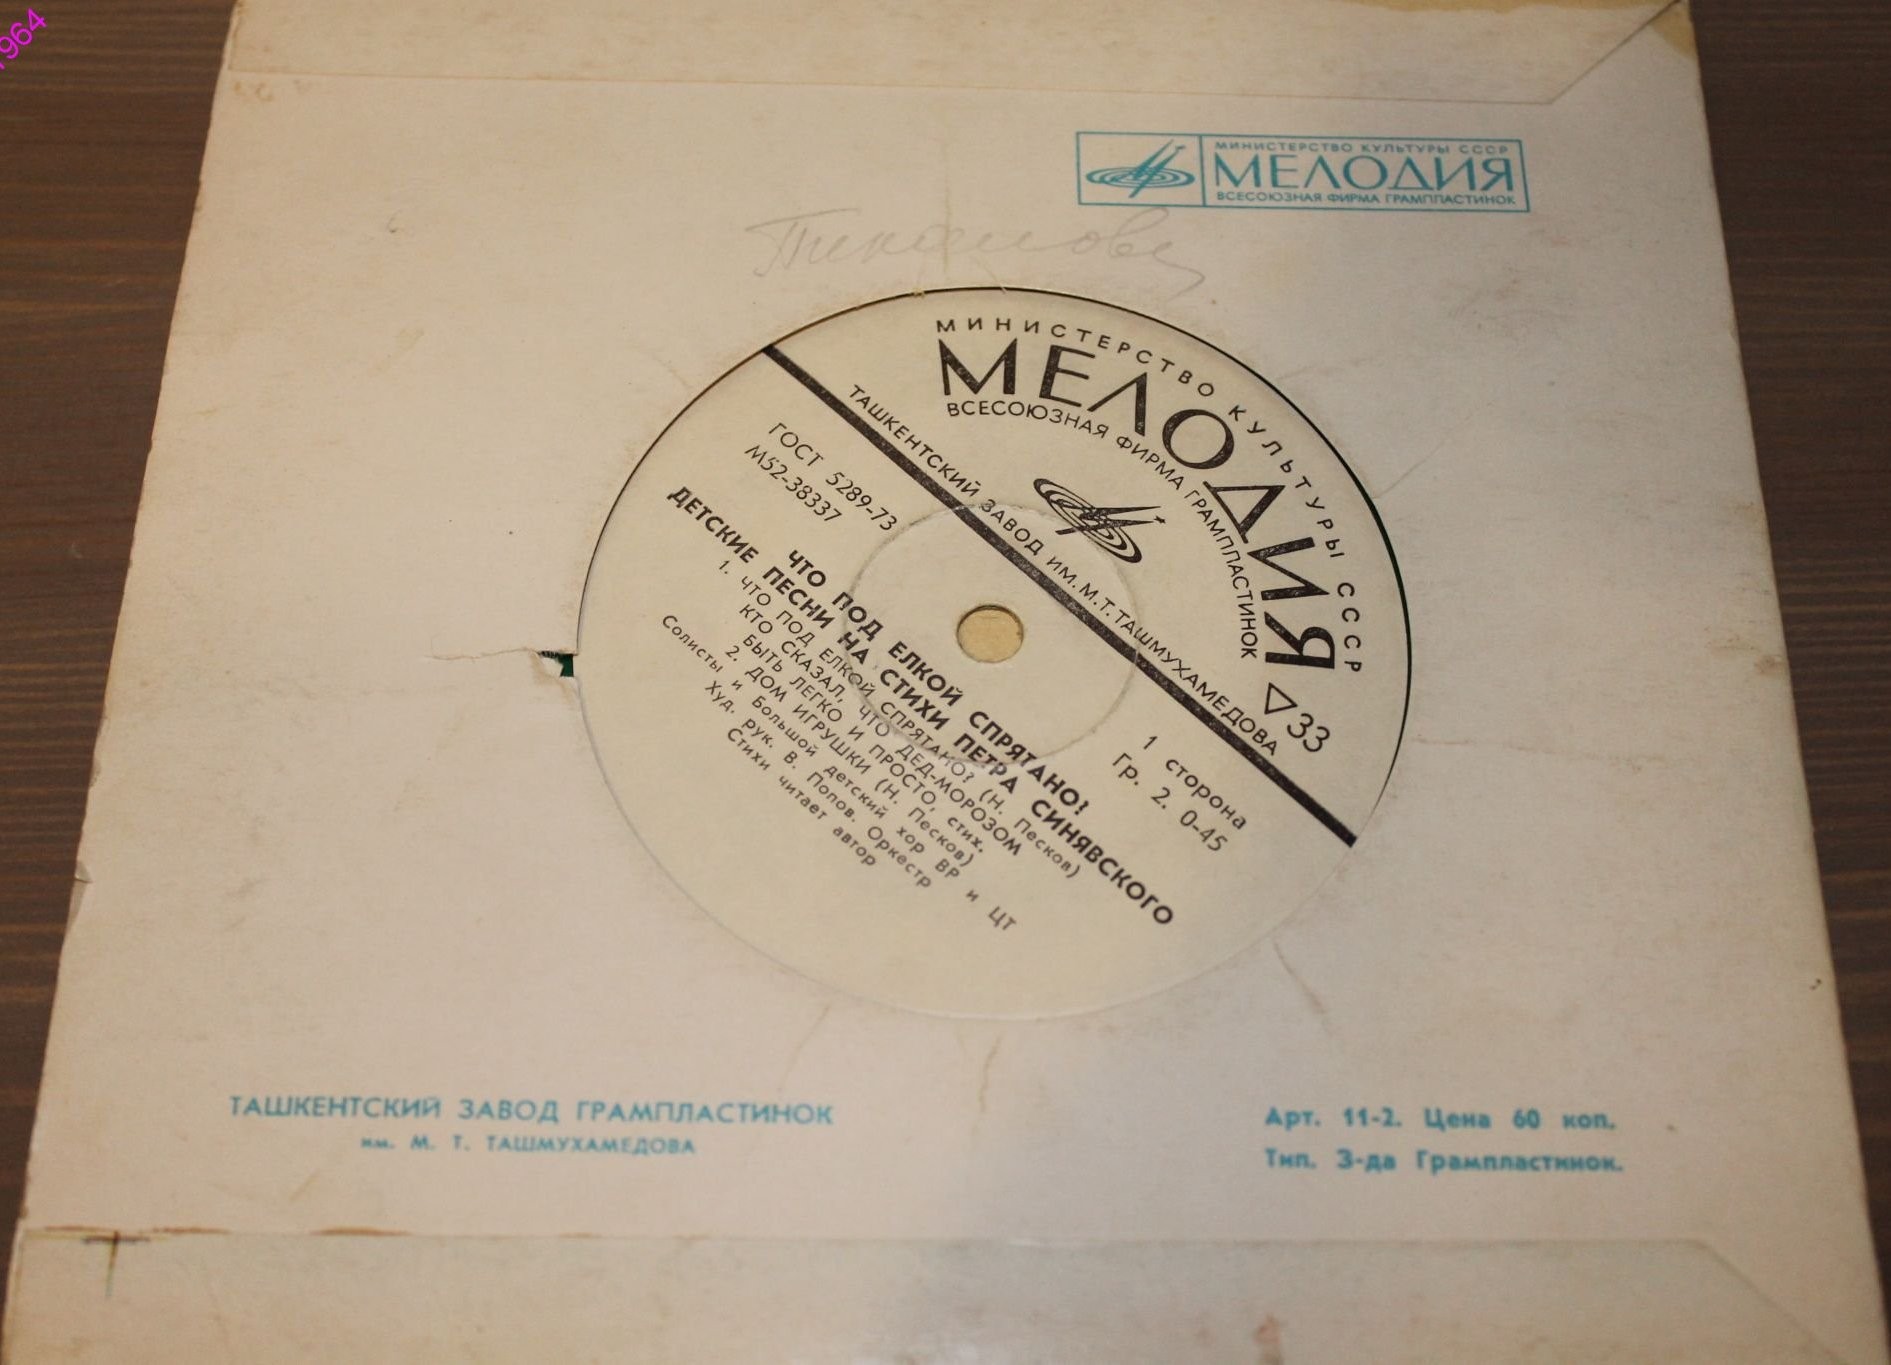 1964
МИНИСТЕРСТВО КУЛЬТУРЫ СССР
МЕЛОДИЯ
ВСЕСОЮЗНАЯ ФИРМА ГРАМПЛАСТИНОК
МИНИСТЕРСТВО КУЛЬТУРЫ СССР
МЕЛОДИЯ
ВСЕСОЮЗНАЯ ФИРМА ГРАМПЛАСТИНОК
33
ТАШКЕНТСКИЙ ЗАВОД ИМ. М.Т. ТАШМУХАМЕДОВА
ГОСТ 5289-73
М52-38337
1 сторона
Гр. 2. 0-45
ЧТО ПОД ЕЛКОЙ СПРЯТАНО?
ДЕТСКИЕ ПЕСНИ НА СТИХИ ПЕТРА СИНЯВСКОГО
1. ЧТО ПОД ЕЛКОЙ СПРЯТАНО? (Н. Песков)
КТО СКАЗАЛ, ЧТО ДЕД-МОРОЗОМ
БЫТЬ ЛЕГКО И ПРОСТО, стих.
2. ДОМ ИГРУШКИ (Н. Песков)
Солисты и Большой детский хор ВР и ЦТ
Худ. рук. В. Попов. Оркестр
Стихи читает автор
ТАШКЕНТСКИЙ ЗАВОД ГРАМПЛАСТИНОК
им. М. Т. ТАШМУХАМЕДОВА
Арт. 11-2. Цена 60 коп.
Тип. З-да Грампластинок.